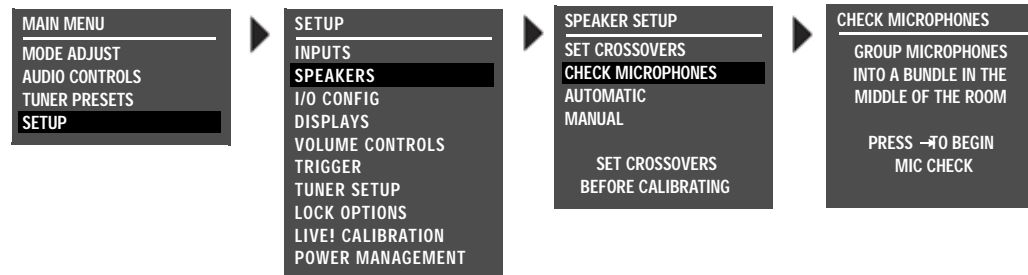 MAIN MENU
MODE ADJUST
AUDIO CONTROLS
TUNER PRESETS
SETUP
SETUP
INPUTS
SPEAKERS
I/O CONFIG
DISPLAYS
VOLUME CONTROLS
TRIGGER
TUNER SETUP
LOCK OPTIONS
LIVE! CALIBRATION
POWER MANAGEMENT
SPEAKER SETUP
SET CROSSOVERS
CHECK MICROPHONES
AUTOMATIC
MANUAL
SET CROSSOVERS
BEFORE CALIBRATING
CHECK MICROPHONES
GROUP MICROPHONES
INTO A BUNDLE IN THE
MIDDLE OF THE ROOM
PRESS →TO BEGIN
MIC CHECK